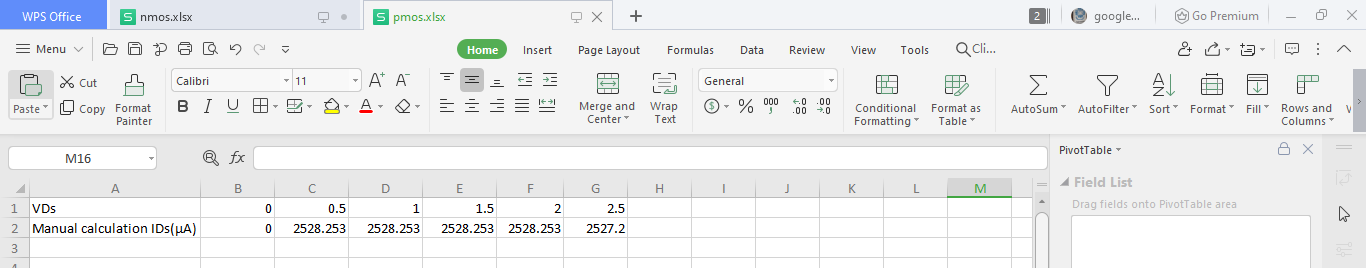 WPS Office nmos.xlsx pmos.xlsx 2 google... Go Premium
Menu Home Insert Page Layout Formulas Data Review View Tools Cli...
Paste Cut Copy Format Painter Calibri 11 A+ A- B I U A Merge and Center Wrap Text General $ % 000 Conditional Formatting Format as Table AutoSum AutoFilter Sort Format Fill Rows and Columns
M16 fx PivotTable
Field List
Drag fields onto PivotTable area
A B C D E F G H I J K L M
1 VDs 0 0.5 1 1.5 2 2.5
2 Manual calculation IDs(μA) 0 2528.253 2528.253 2528.253 2528.253 2527.2
3